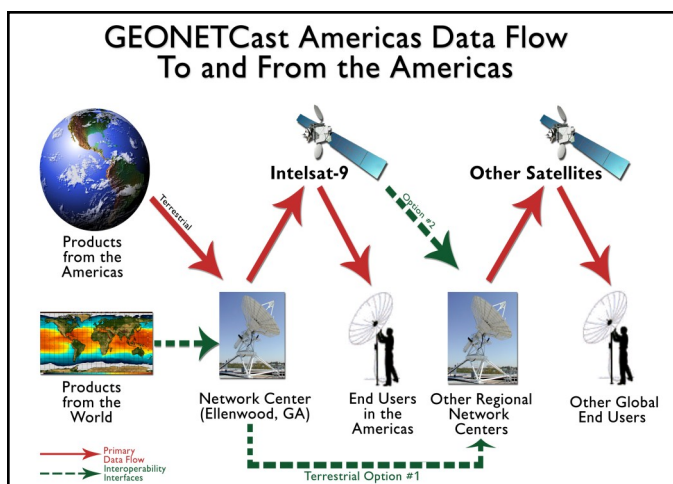 GEONETCast Americas Data Flow
To and From the Americas
Intelsat-9
Other Satellites
Terrestrial
Option #2
Products
from the
Americas
Products
from the
World
Network Center
(Ellenwood, GA)
End Users
in the
Americas
Other Regional
Network
Centers
Other Global
End Users
Primary
Data Flow
Interoperability
Interfaces
Terrestrial Option #1